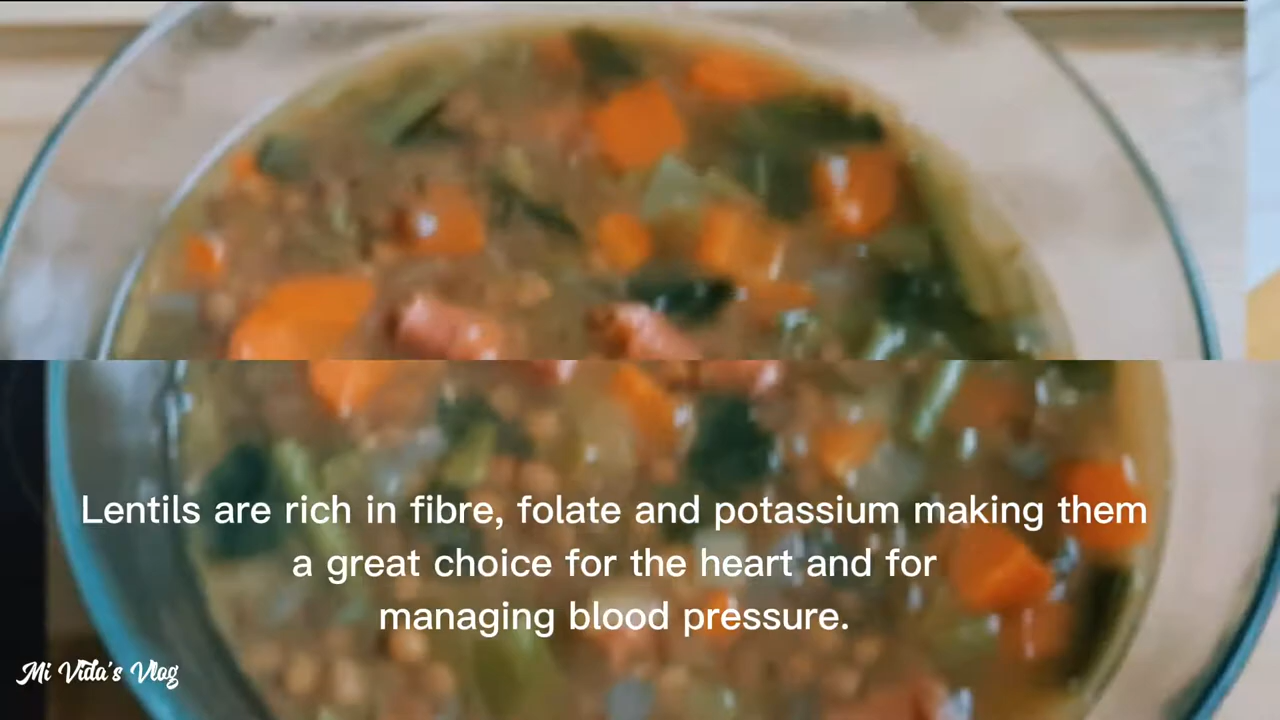 Lentils are rich in fibre, folate and potassium making them
a great choice for the heart and for
managing blood pressure.
Mi Vida's Vlog